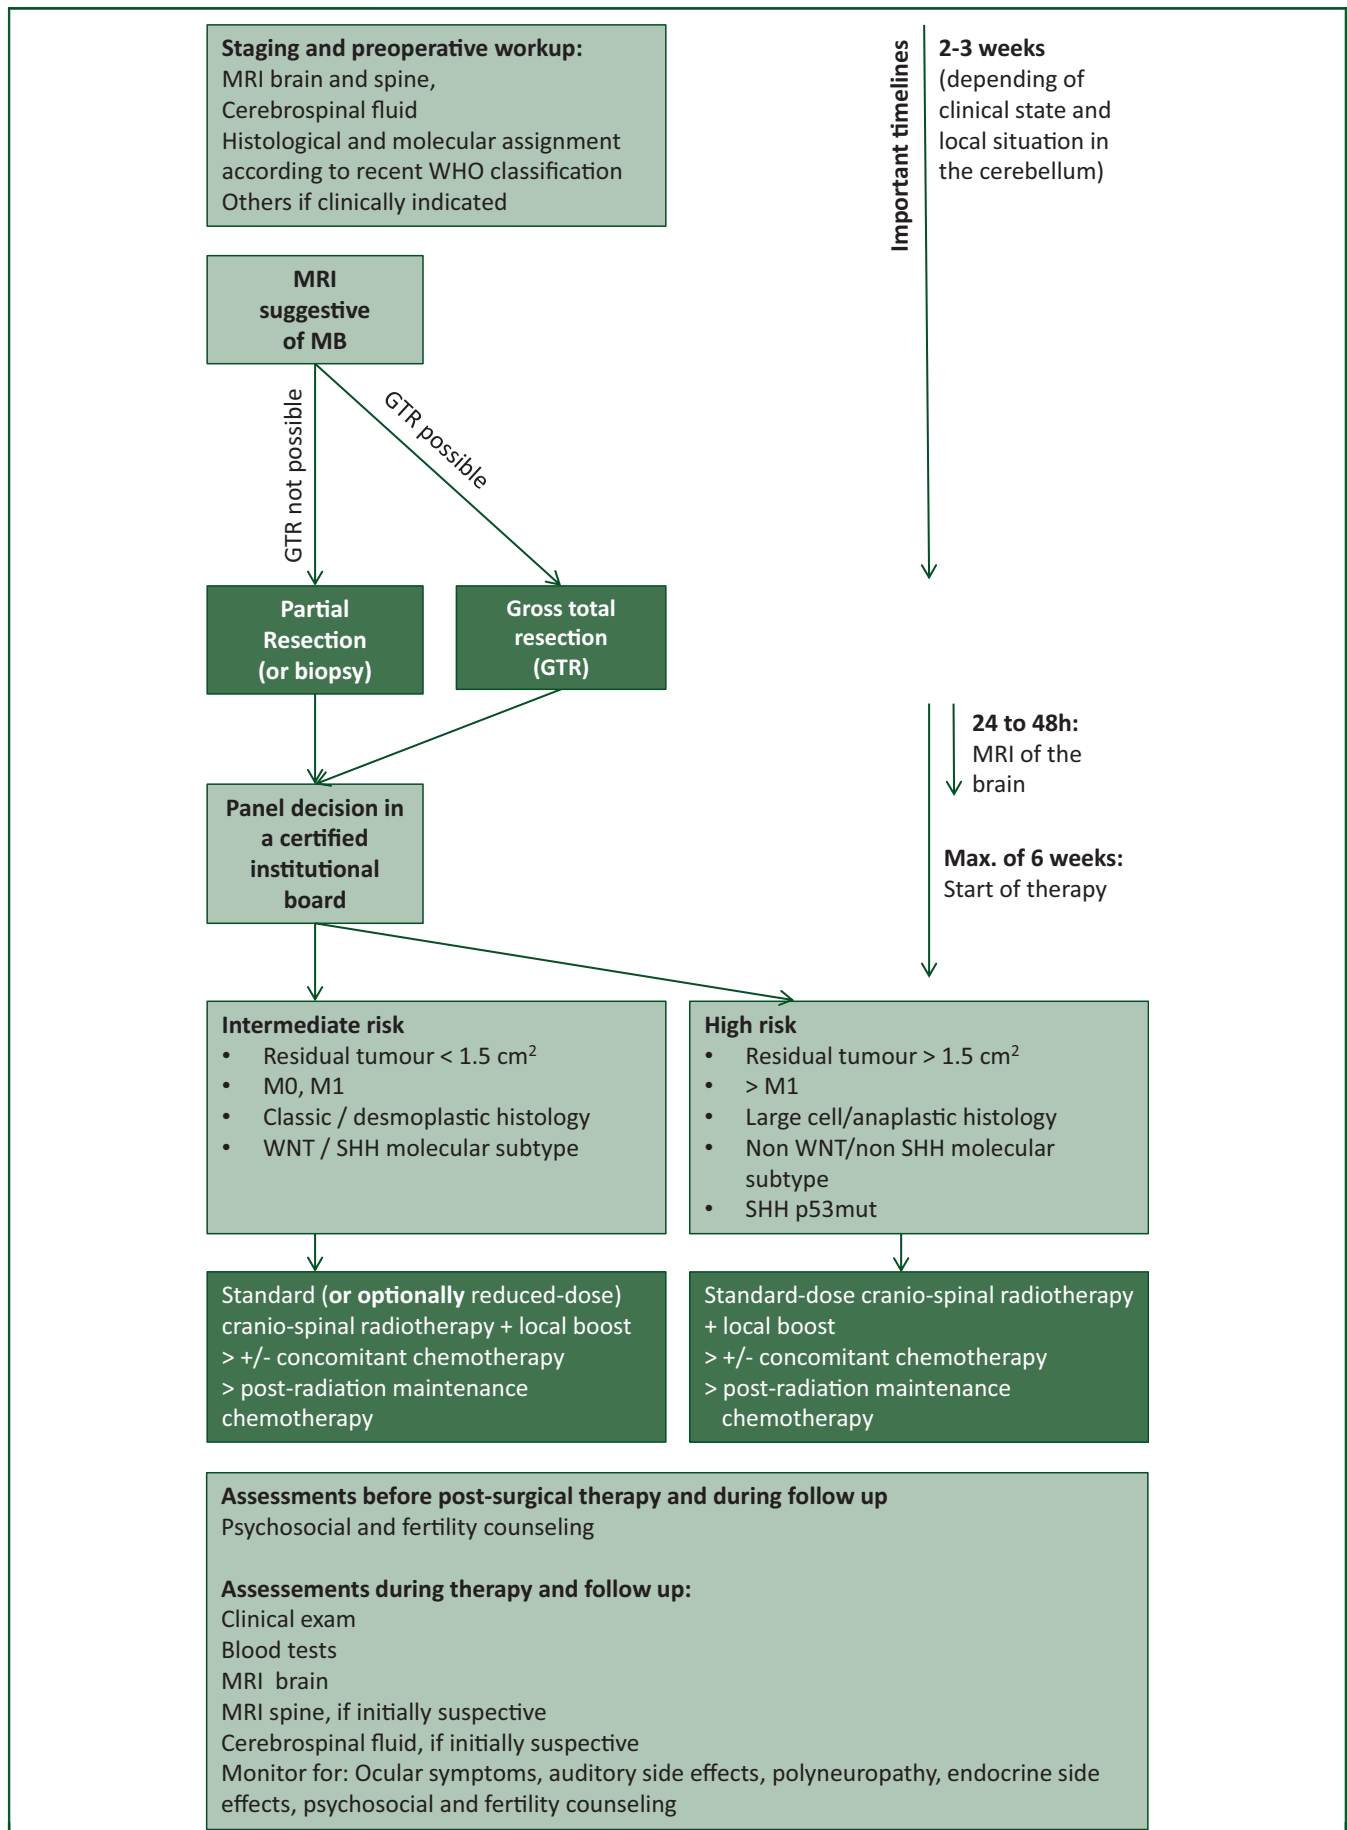 Staging and preoperative workup:
MRI brain and spine,
Cerebrospinal fluid
Histological and molecular assignment
according to recent WHO classification
Others if clinically indicated
Important timelines
2-3 weeks
(depending of
clinical state and
local situation in
the cerebellum)
MRI
suggestive
of MB
GTR not possible
GTR possible
Partial
Resection
(or biopsy)
Gross total
resection
(GTR)
24 to 48h:
MRI of the
brain
Panel decision in
a certified
institutional
board
Max. of 6 weeks:
Start of therapy
Intermediate risk
• Residual tumour < 1.5 cm²
• M0, M1
• Classic / desmoplastic histology
• WNT / SHH molecular subtype
High risk
• Residual tumour > 1.5 cm²
• > M1
• Large cell/anaplastic histology
• Non WNT/non SHH molecular
subtype
• SHH p53mut
Standard (or optionally reduced-dose)
cranio-spinal radiotherapy + local boost
> +/- concomitant chemotherapy
> post-radiation maintenance
chemotherapy
Standard-dose cranio-spinal radiotherapy
+ local boost
> +/- concomitant chemotherapy
> post-radiation maintenance
chemotherapy
Assessments before post-surgical therapy and during follow up
Psychosocial and fertility counseling
Assessements during therapy and follow up:
Clinical exam
Blood tests
MRI brain
MRI spine, if initially suspective
Cerebrospinal fluid, if initially suspective
Monitor for: Ocular symptoms, auditory side effects, polyneuropathy, endocrine side
effects, psychosocial and fertility counseling